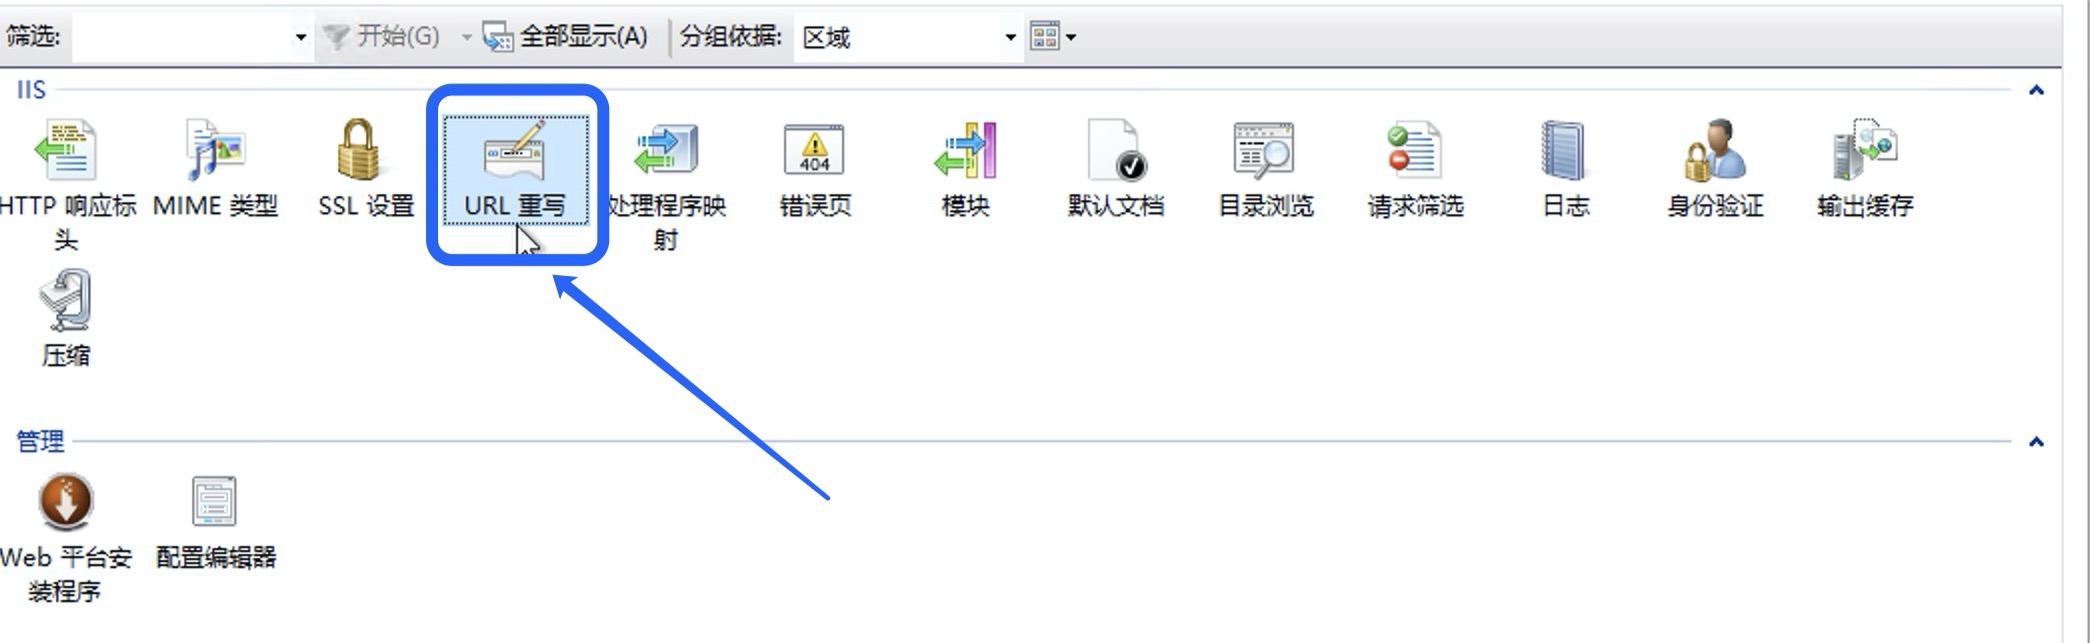 筛选: 开始(G) 全部显示(A) 分组依据: 区域
IIS
HTTP 响应标头 MIME 类型 SSL 设置 URL 重写 处理程序映射 404 错误页 模块 默认文档 目录浏览 请求筛选 日志 身份验证 输出缓存
压缩
管理
Web 平台安装程序 配置编辑器